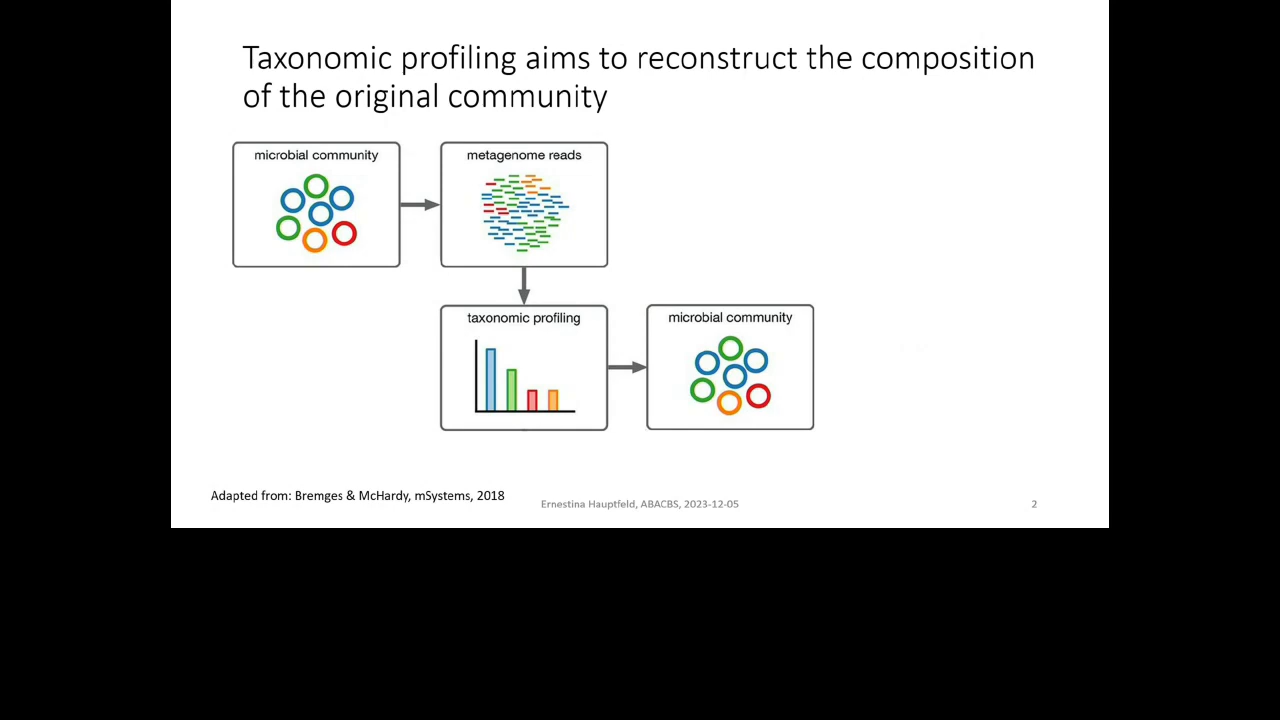 Taxonomic profiling aims to reconstruct the composition
of the original community
microbial community
metagenome reads
taxonomic profiling
microbial community
Adapted from: Bremges & McHardy, mSystems, 2018
Ernestina Hauptfeld, ABACBS, 2023-12-05
2